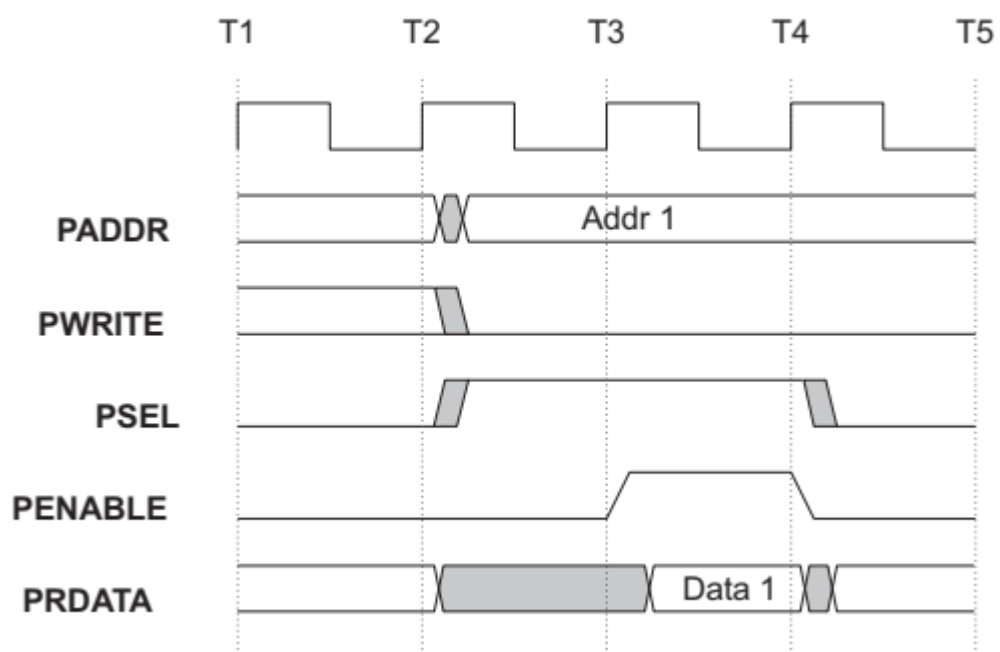 T1 T2 T3 T4 T5
PADDR Addr 1
PWRITE
PSEL
PENABLE
PRDATA Data 1